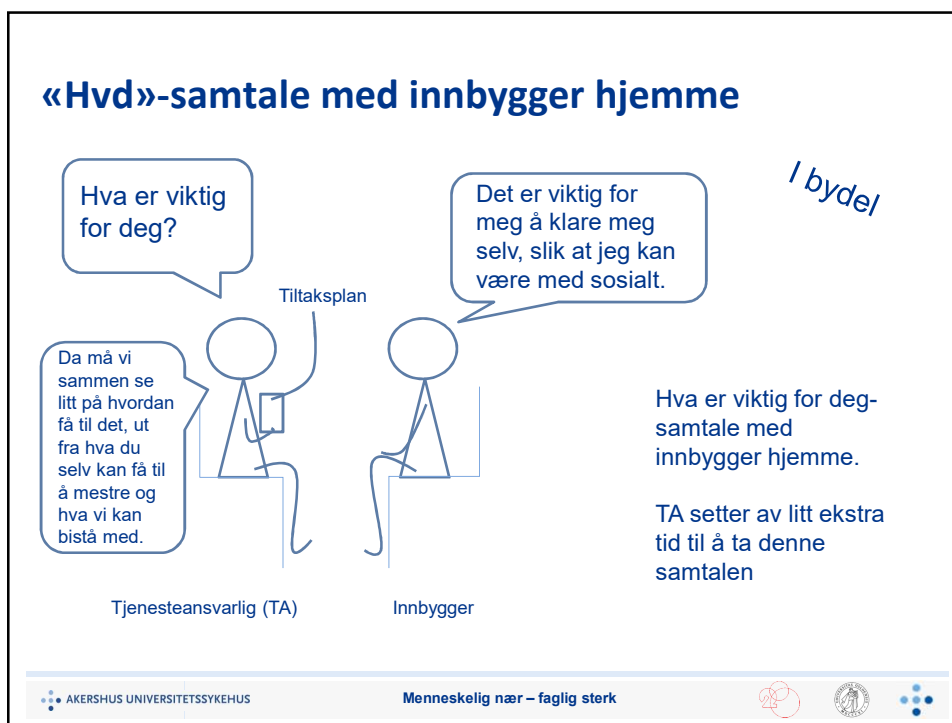 «Hvd»-samtale med innbygger hjemme
I bydel
Hva er viktig
for deg?
Det er viktig for
meg å klare meg
selv, slik at jeg kan
være med sosialt.
Tiltaksplan
Da må vi
sammen se
litt på hvordan
få til det, ut
fra hva du
selv kan få til
å mestre og
hva vi kan
bistå med.
Hva er viktig for deg-
samtale med
innbygger hjemme.
TA setter av litt ekstra
tid til å ta denne
samtalen
Tjenesteansvarlig (TA)
Innbygger
AKERSHUS UNIVERSITETSSYKEHUS
Menneskelig nær – faglig sterk